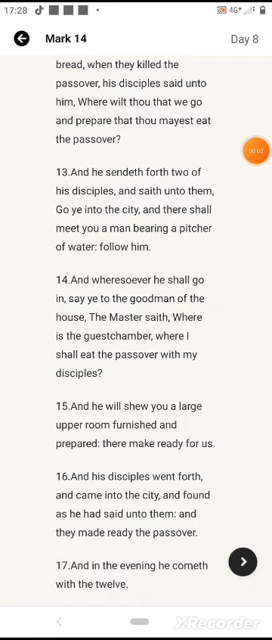 17:28
4G+
Mark 14
Day 8
bread, when they killed the
passover, his disciples said unto
him, Where wilt thou that we go
and prepare that thou mayest eat
the passover?
00:02
13.And he sendeth forth two of
his disciples, and saith unto them,
Go ye into the city, and there shall
meet you a man bearing a pitcher
of water: follow him.
14.And wheresoever he shall go
in, say ye to the goodman of the
house, The Master saith, Where
is the guestchamber, where I
shall eat the passover with my
disciples?
15.And he will shew you a large
upper room furnished and
prepared: there make ready for us.
16.And his disciples went forth,
and came into the city, and found
as he had said unto them: and
they made ready the passover.
17.And in the evening he cometh
with the twelve.
XRecorder